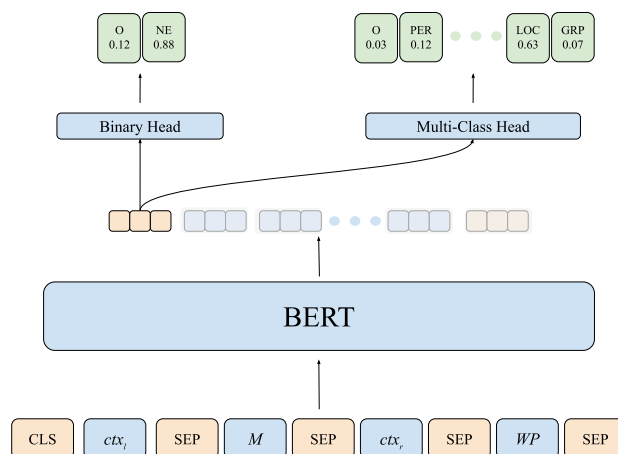 O NE O PER LOC GRP
0.12 0.88 0.03 0.12 0.63 0.07
Binary Head Multi-Class Head
BERT
CLS ctx_l SEP M SEP ctx_r SEP WP SEP